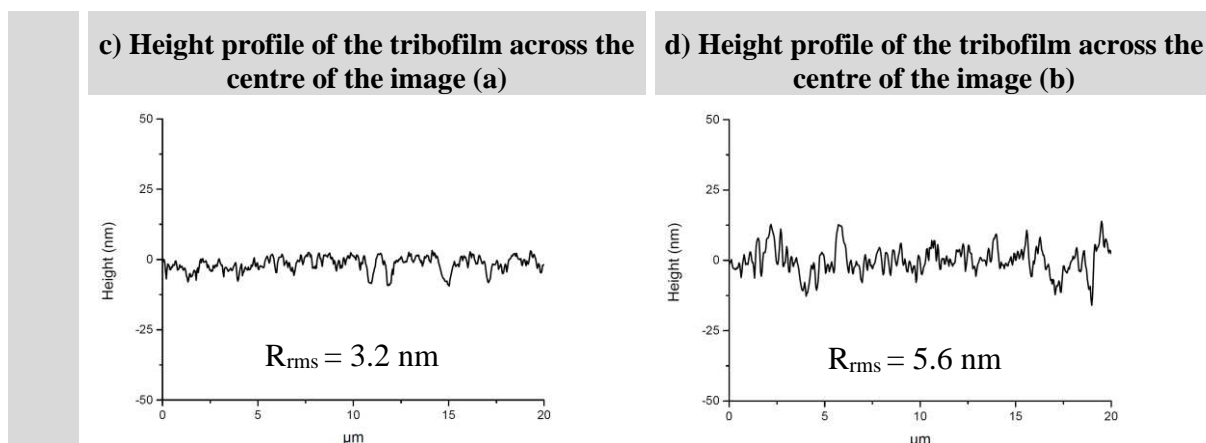 c) Height profile of the tribofilm across the
centre of the image (a)
d) Height profile of the tribofilm across the
centre of the image (b)
50
25
0
-25
-50
Height (nm)
R_rms = 3.2 nm
0
5
10
15
20
µm
50
25
0
-25
-50
Height (nm)
R_rms = 5.6 nm
0
5
10
15
20
µm